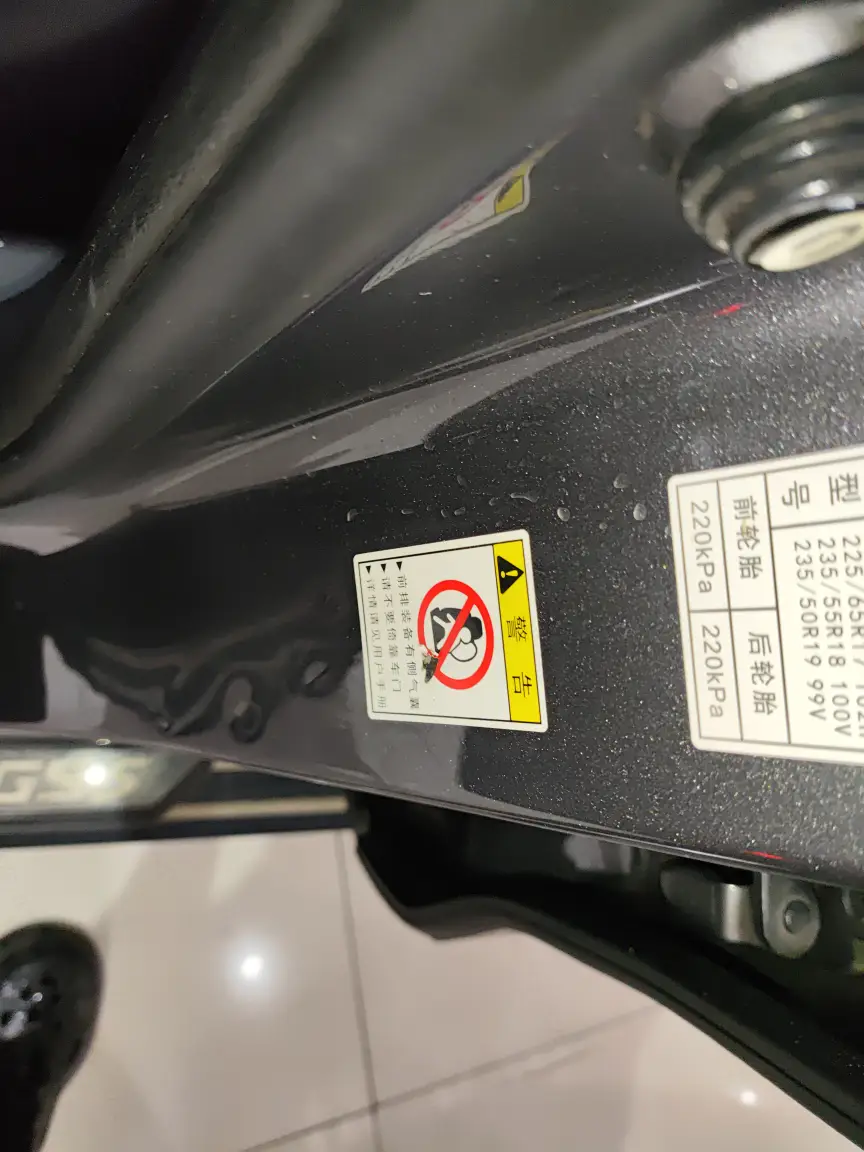 警告
▶前排装备有侧气囊
▶请不要倚靠车门
▶详情请见用户手册
型号
225/65R17
235/55R18 100V
235/50R19 99V
前轮胎 后轮胎
220kPa 220kPa